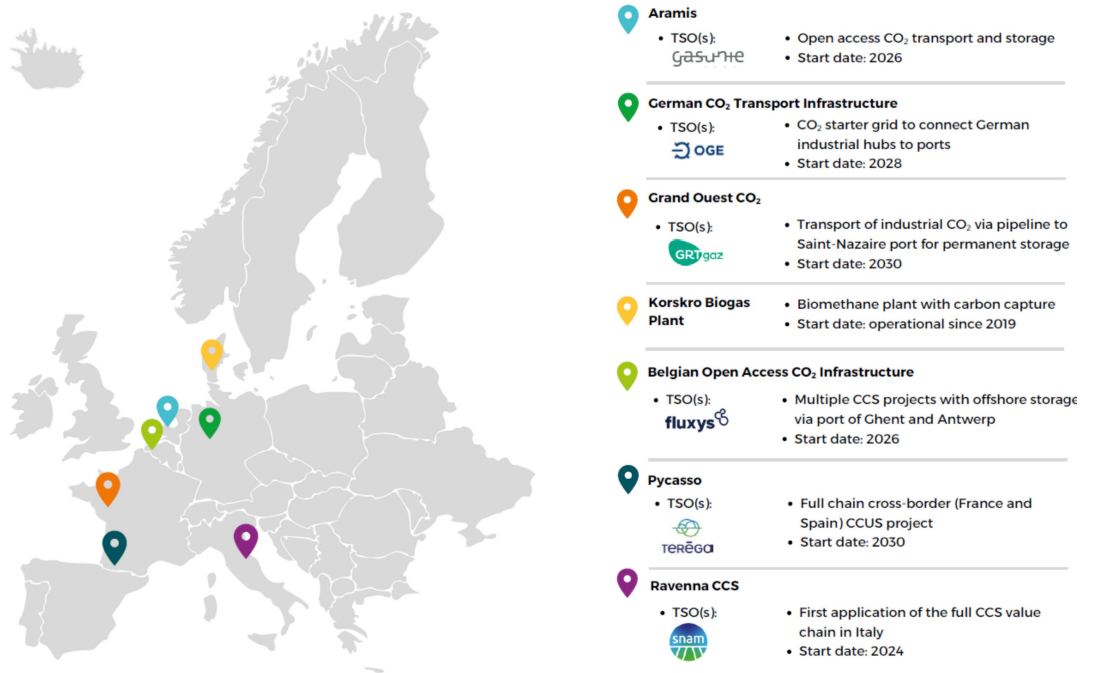 Aramis
• TSO(s):
gasunie
• Open access CO₂ transport and storage
• Start date: 2026
German CO₂ Transport Infrastructure
• TSO(s):
OGE
• CO₂ starter grid to connect German
industrial hubs to ports
• Start date: 2028
Grand Ouest CO₂
• TSO(s):
GRTgaz
• Transport of industrial CO₂ via pipeline to
Saint-Nazaire port for permanent storage
• Start date: 2030
Korskro Biogas
Plant
• Biomethane plant with carbon capture
• Start date: operational since 2019
Belgian Open Access CO₂ Infrastructure
• TSO(s):
fluxys
• Multiple CCS projects with offshore storage
via port of Ghent and Antwerp
• Start date: 2026
Pycasso
• TSO(s):
TERĒGA
• Full chain cross-border (France and
Spain) CCUS project
• Start date: 2030
Ravenna CCS
• TSO(s):
snam
• First application of the full CCS value
chain in Italy
• Start date: 2024